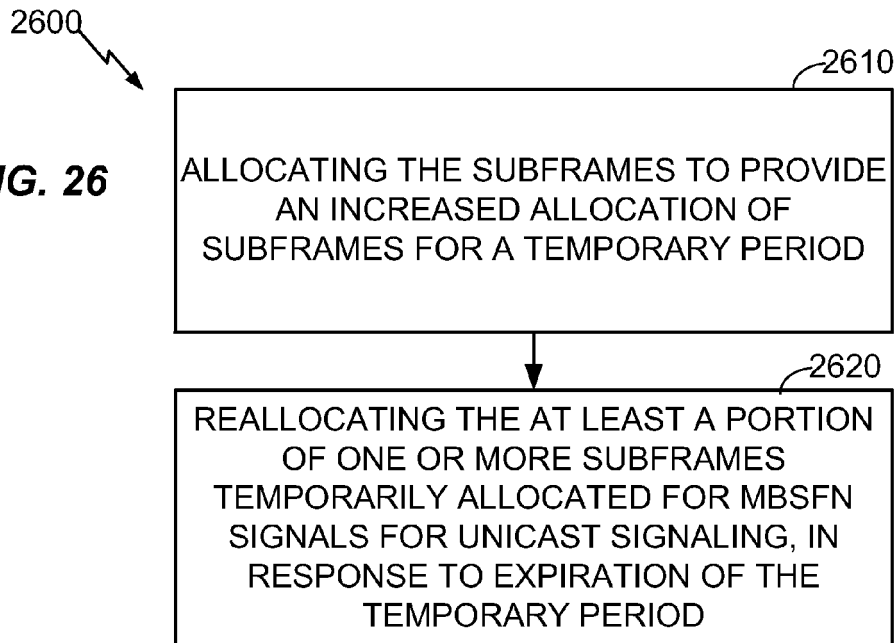 2600
2610
IG. 26
ALLOCATING THE SUBFRAMES TO PROVIDE
AN INCREASED ALLOCATION OF
SUBFRAMES FOR A TEMPORARY PERIOD
2620
REALLOCATING THE AT LEAST A PORTION
OF ONE OR MORE SUBFRAMES
TEMPORARILY ALLOCATED FOR MBSFN
SIGNALS FOR UNICAST SIGNALING, IN
RESPONSE TO EXPIRATION OF THE
TEMPORARY PERIOD